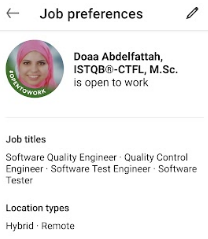 Job preferences
#OPENTOWORK
Doaa Abdelfattah,
ISTQB®-CTFL, M.Sc.
is open to work
Job titles
Software Quality Engineer · Quality Control
Engineer · Software Test Engineer · Software
Tester
Location types
Hybrid · Remote